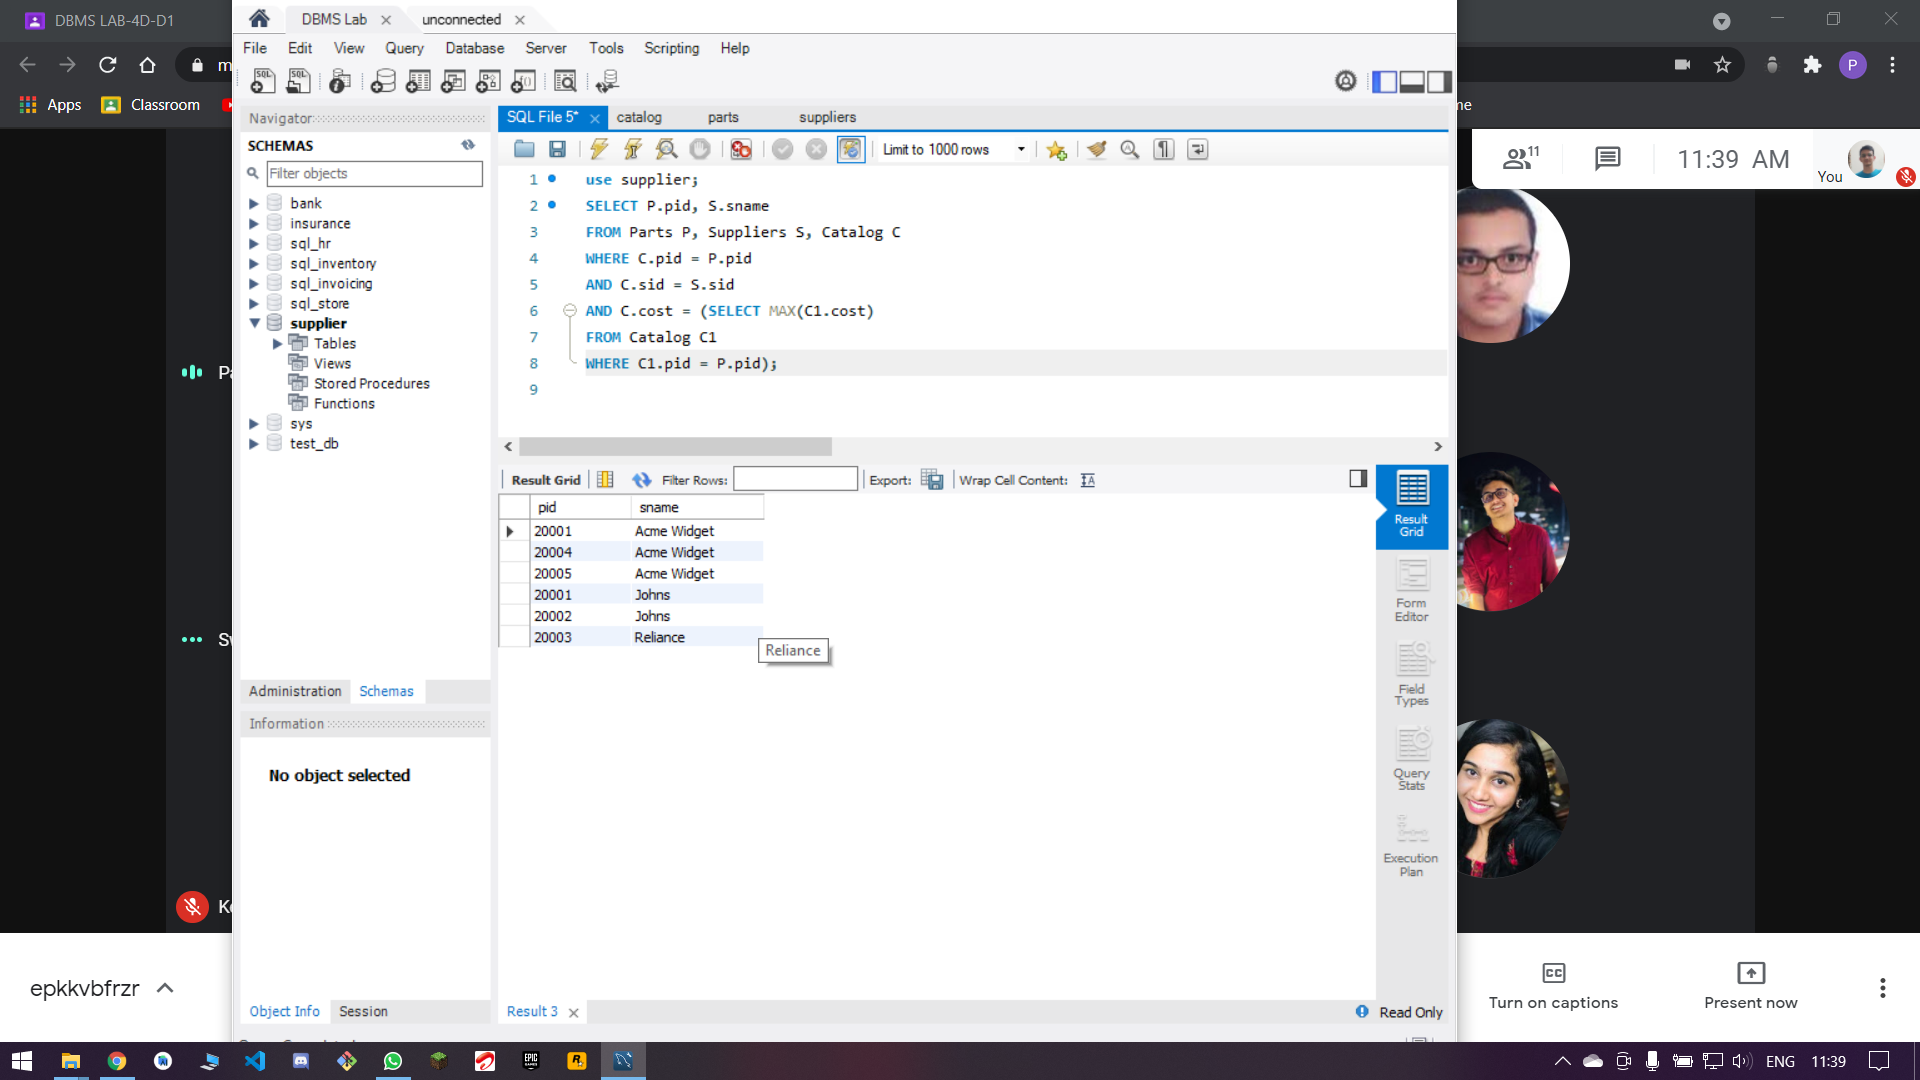 DBMS LAB-4D-D1
Apps
Classroom
DBMS Lab
unconnected
File Edit View Query Database Server Tools Scripting Help
Navigator
SCHEMAS
Filter objects
bank
insurance
sql_hr
sql_inventory
sql_invoicing
sql_store
supplier
Tables
Views
Stored Procedures
Functions
sys
test_db
Administration Schemas
Information
No object selected
Object Info Session
SQL File 5* catalog parts suppliers
Limit to 1000 rows
1 use supplier;
2 SELECT P.pid, S.sname
3 FROM Parts P, Suppliers S, Catalog C
4 WHERE C.pid = P.pid
5 AND C.sid = S.sid
6 AND C.cost = (SELECT MAX(C1.cost)
7 FROM Catalog C1
8 WHERE C1.pid = P.pid);
9
Result Grid Filter Rows: Export: Wrap Cell Content:
pid sname
20001 Acme Widget
20004 Acme Widget
20005 Acme Widget
20001 Johns
20002 Johns
20003 Reliance
Reliance
Result
Grid
Form
Editor
Field
Types
Query
Stats
Execution
Plan
Result 3
Read Only
P
11
11:39 AM
You
epkkvbfrzr
Turn on captions
Present now
ENG 11:39